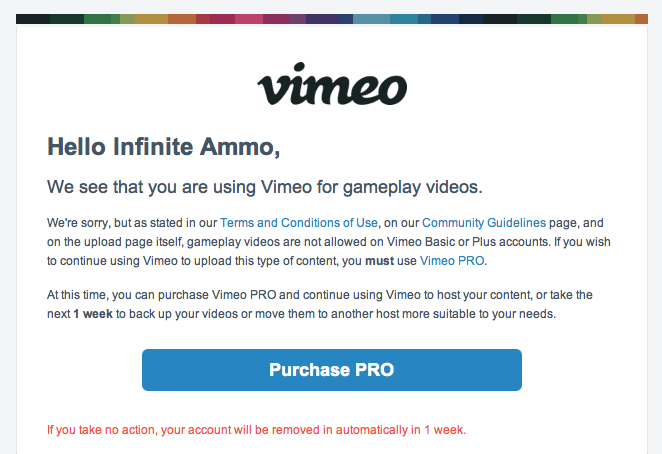 vimeo
Hello Infinite Ammo,
We see that you are using Vimeo for gameplay videos.
We're sorry, but as stated in our Terms and Conditions of Use, on our Community Guidelines page, and
on the upload page itself, gameplay videos are not allowed on Vimeo Basic or Plus accounts. If you wish
to continue using Vimeo to upload this type of content, you must use Vimeo PRO.
At this time, you can purchase Vimeo PRO and continue using Vimeo to host your content, or take the
next 1 week to back up your videos or move them to another host more suitable to your needs.
Purchase PRO
If you take no action, your account will be removed in automatically in 1 week.